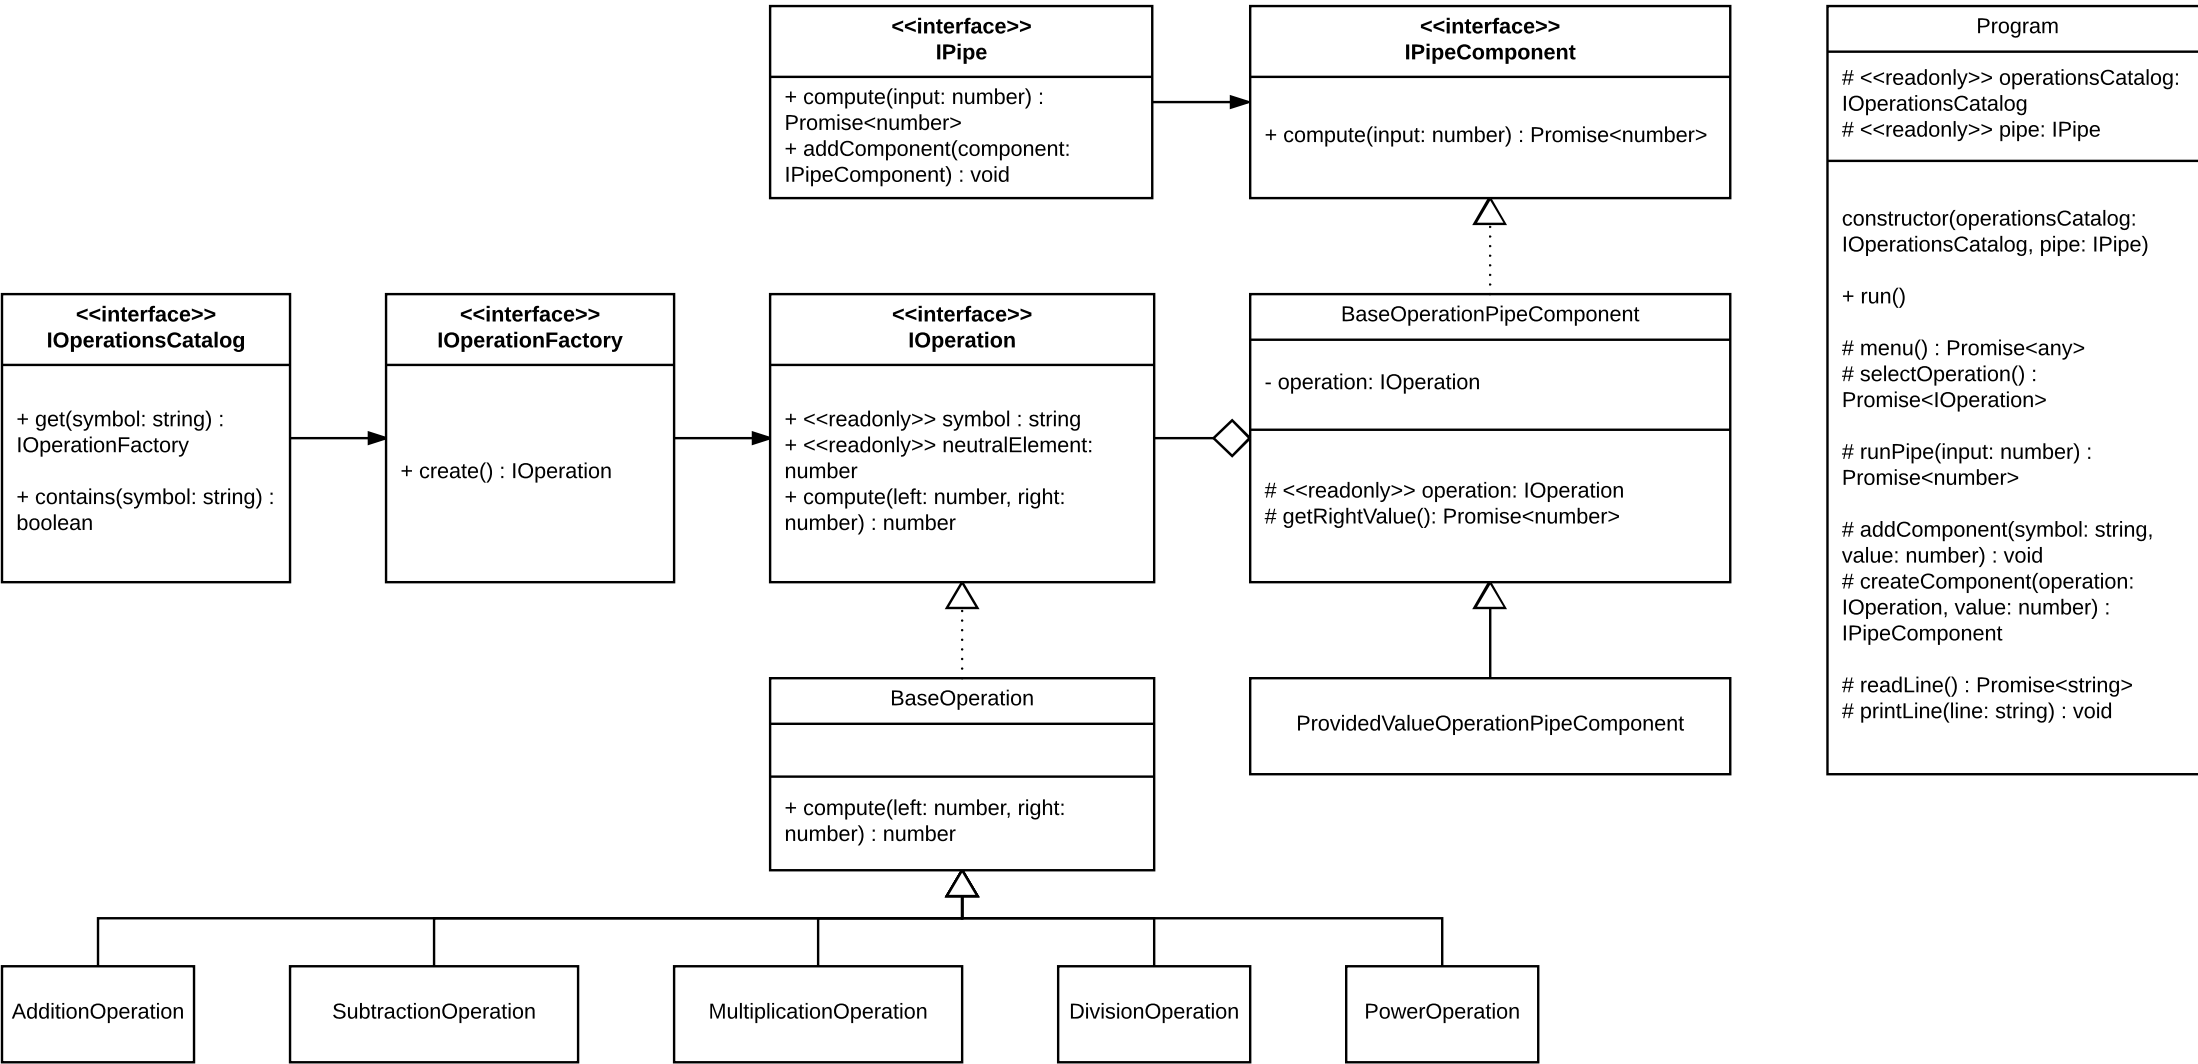 <<interface>>
IPipe
+ compute(input: number) :
Promise<number>
+ addComponent(component:
IPipeComponent) : void
<<interface>>
IPipeComponent
+ compute(input: number) : Promise<number>
Program
# <<readonly>> operationsCatalog:
IOperationsCatalog
# <<readonly>> pipe: IPipe
constructor(operationsCatalog:
IOperationsCatalog, pipe: IPipe)
+ run()
# menu() : Promise<any>
# selectOperation() :
Promise<IOperation>
# runPipe(input: number) :
Promise<number>
# addComponent(symbol: string,
value: number) : void
# createComponent(operation:
IOperation, value: number) :
IPipeComponent
# readLine() : Promise<string>
# printLine(line: string) : void
<<interface>>
IOperationsCatalog
+ get(symbol: string) :
IOperationFactory
+ contains(symbol: string) :
boolean
<<interface>>
IOperationFactory
+ create() : IOperation
<<interface>>
IOperation
+ <<readonly>> symbol : string
+ <<readonly>> neutralElement:
number
+ compute(left: number, right:
number) : number
BaseOperationPipeComponent
- operation: IOperation
# <<readonly>> operation: IOperation
# getRightValue(): Promise<number>
BaseOperation
+ compute(left: number, right:
number) : number
ProvidedValueOperationPipeComponent
AdditionOperation
SubtractionOperation
MultiplicationOperation
DivisionOperation
PowerOperation